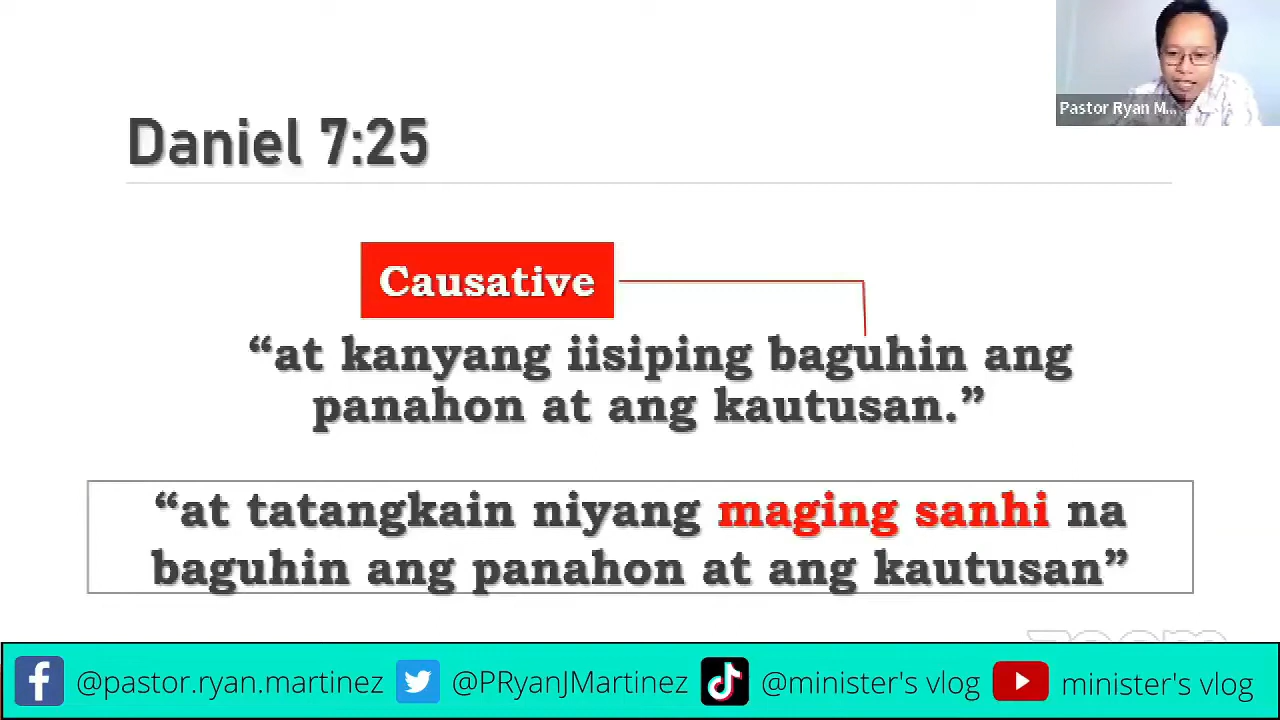 Pastor Ryan M...
Daniel 7:25
Causative
“at kanyang iisiping baguhin ang
panahon at ang kautusan.”
“at tatangkain niyang maging sanhi na
baguhin ang panahon at ang kautusan”
zoom
@pastor.ryan.martinez @PRyanJMartinez @minister's vlog minister's vlog